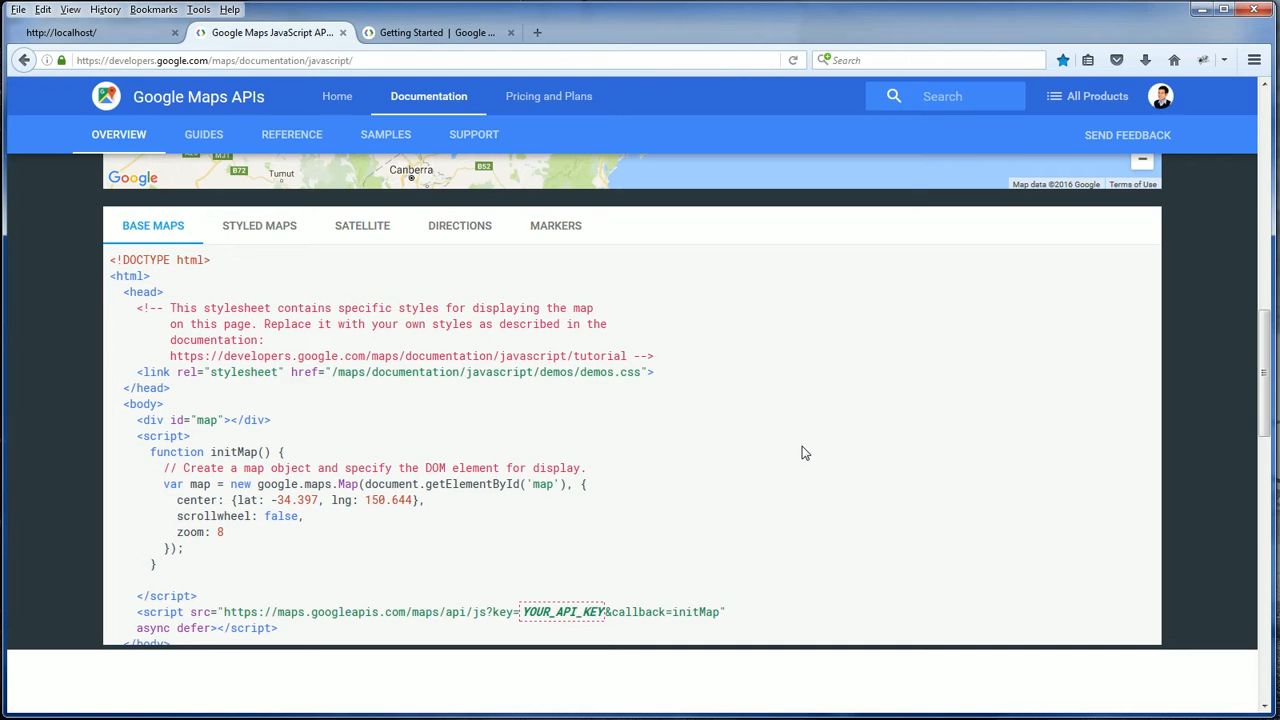 File Edit View History Bookmarks Tools Help
http://localhost/ Google Maps JavaScript AP... Getting Started | Google ...
https://developers.google.com/maps/documentation/javascript/ Search
Google Maps APIs Home Documentation Pricing and Plans Search All Products
OVERVIEW GUIDES REFERENCE SAMPLES SUPPORT SEND FEEDBACK
M31
B72 Tumut Canberra B52
Google Map data ©2016 Google Terms of Use
BASE MAPS STYLED MAPS SATELLITE DIRECTIONS MARKERS
<!DOCTYPE html>
<html>
<head>
<!-- This stylesheet contains specific styles for displaying the map
on this page. Replace it with your own styles as described in the
documentation:
https://developers.google.com/maps/documentation/javascript/tutorial -->
<link rel="stylesheet" href="/maps/documentation/javascript/demos/demos.css">
</head>
<body>
<div id="map"></div>
<script>
function initMap() {
// Create a map object and specify the DOM element for display.
var map = new google.maps.Map(document.getElementById('map'), {
center: {lat: -34.397, lng: 150.644},
scrollwheel: false,
zoom: 8
});
}
</script>
<script src="https://maps.googleapis.com/maps/api/js?key=YOUR_API_KEY&callback=initMap"
async defer></script>
</body>